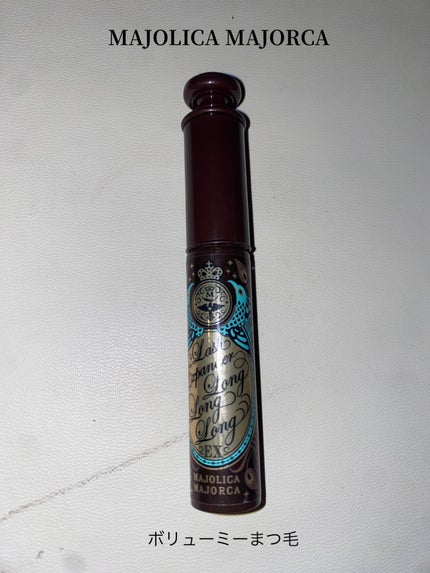 MAJOLICA MAJORCA
M
Lash
Expander
Long
Long
Long
EX
MAJOLICA
MAJORCA
ボリューミーまつ毛